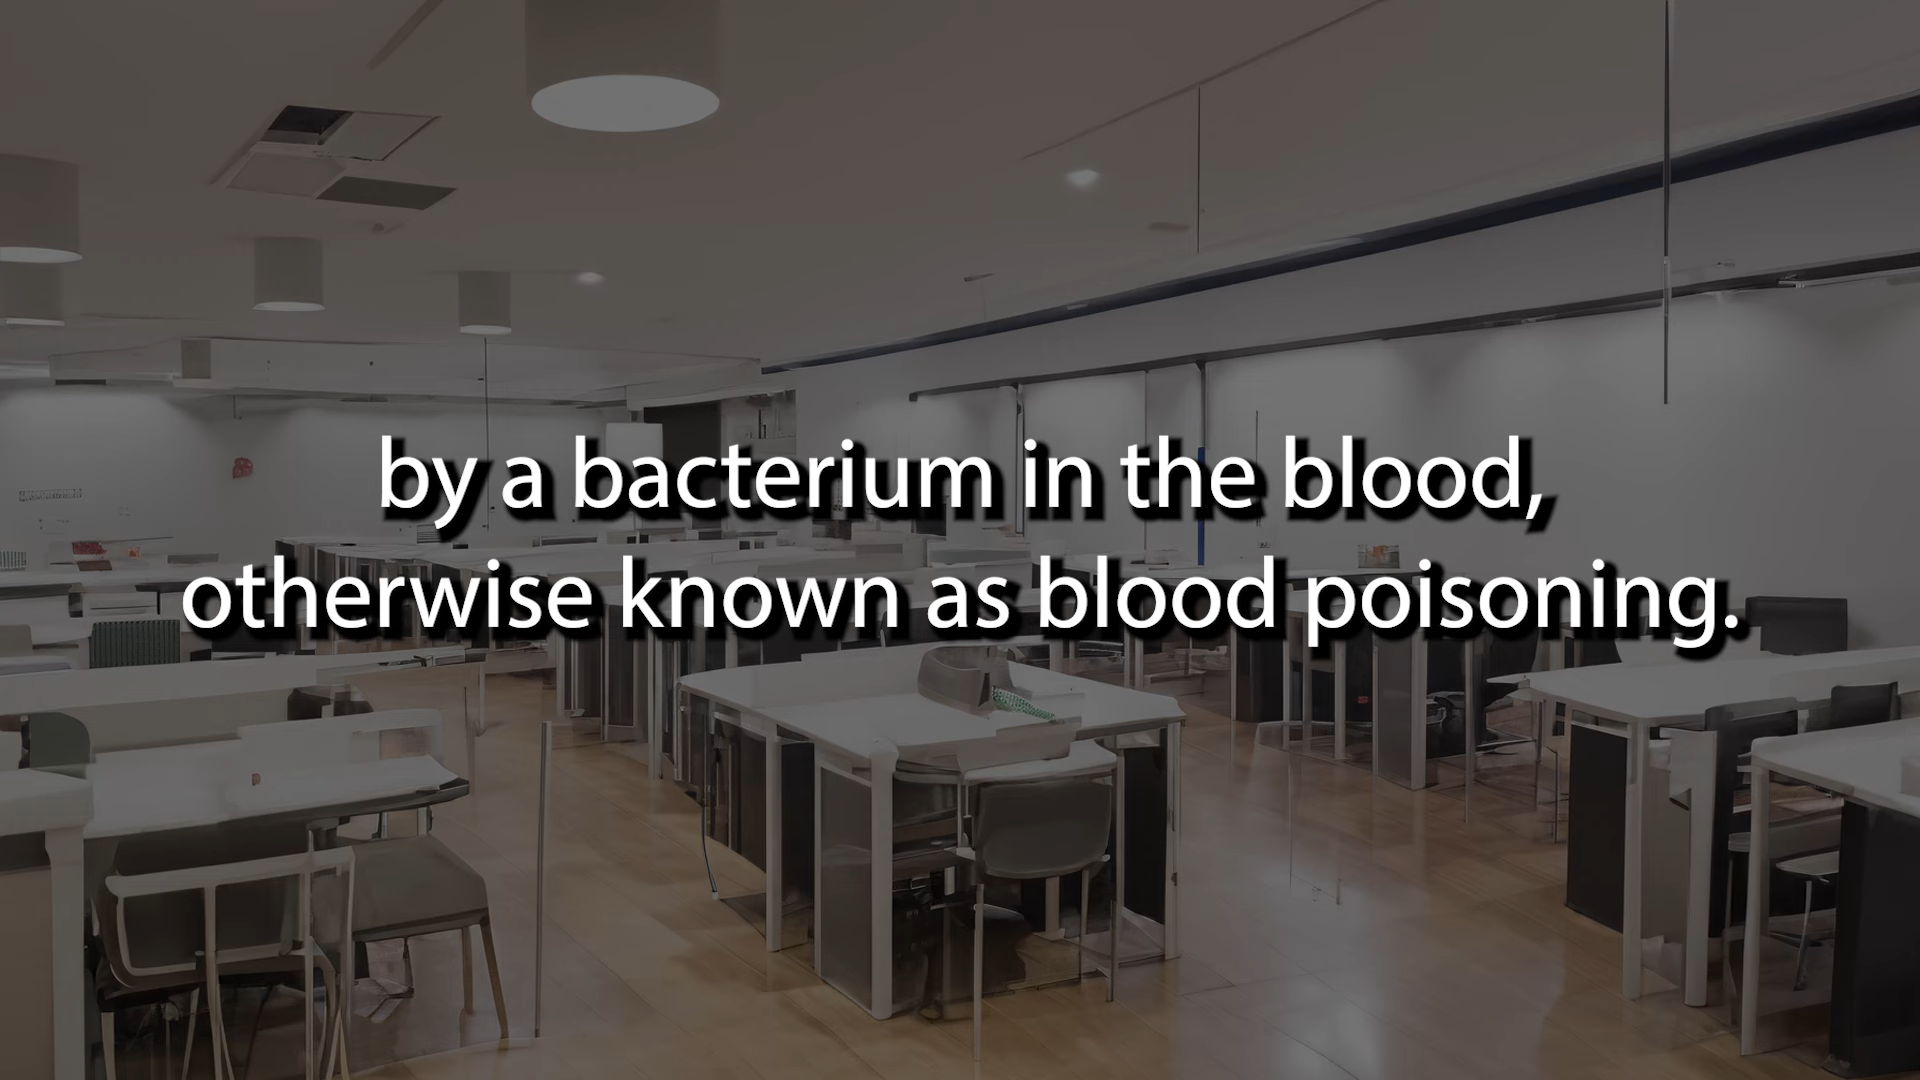 by a bacterium in the blood,
otherwise known as blood poisoning.